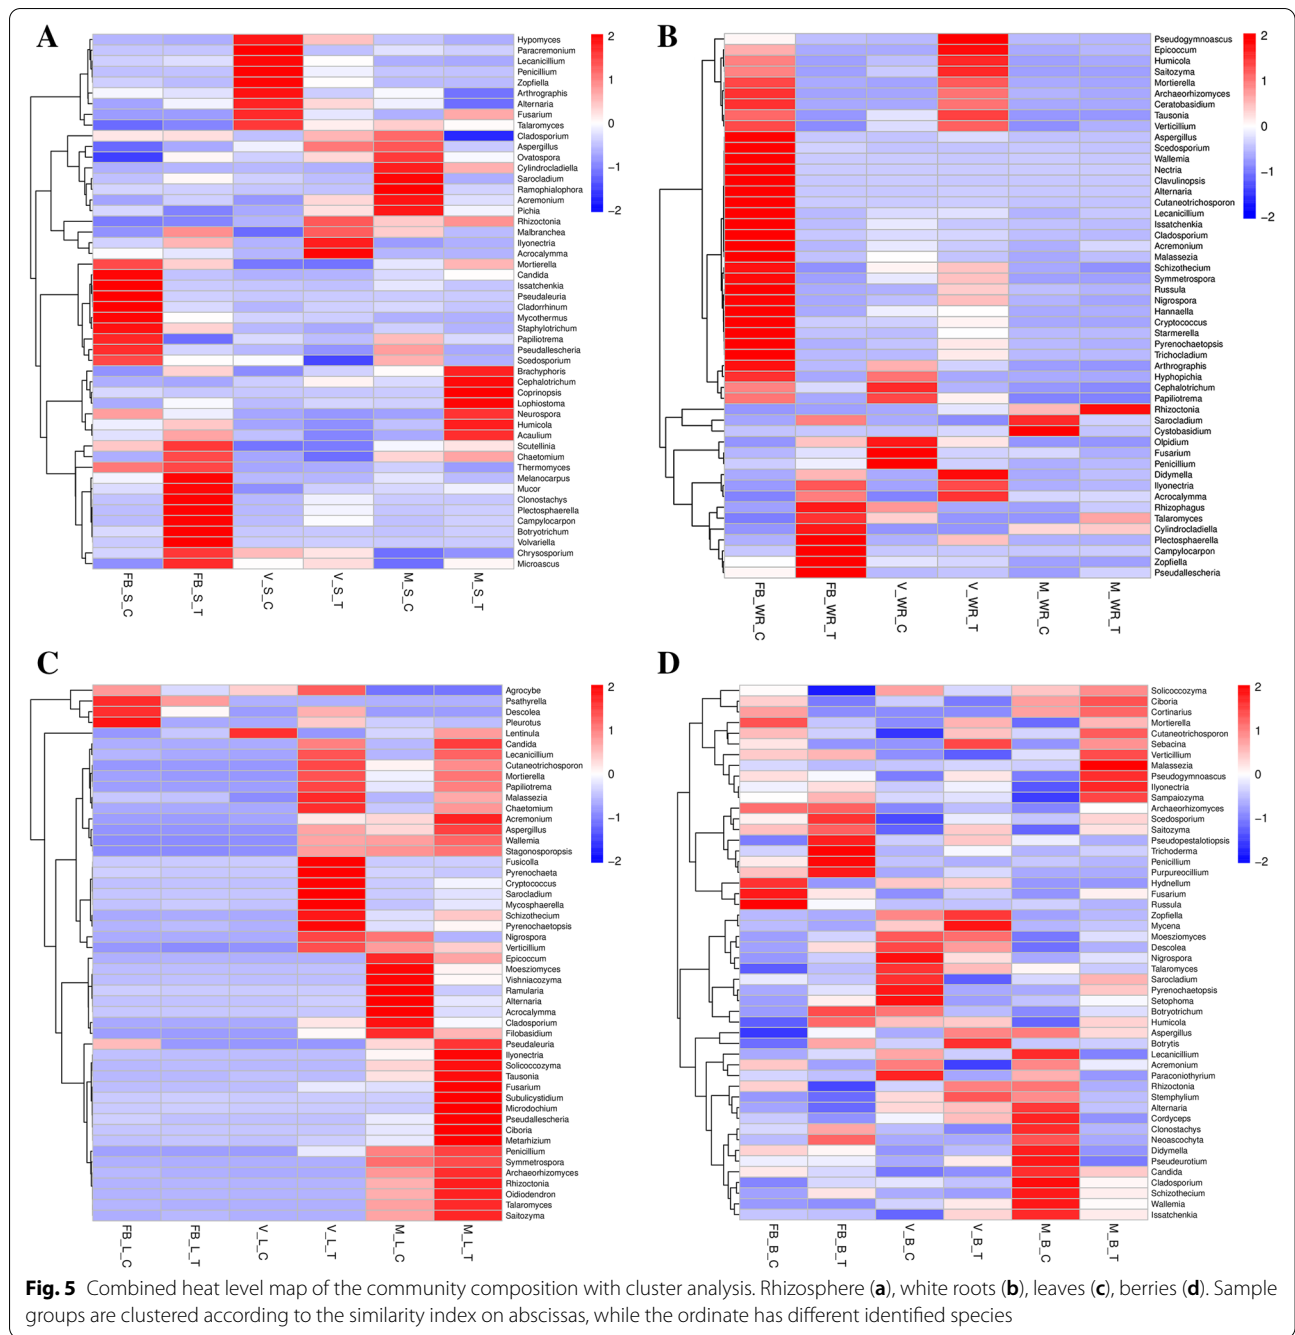 A
Hypomyces
Paracremonium
Lecanicillium
Penicillium
Zopfiella
Arthrographis
Alternaria
Fusarium
Talaromyces
Cladosporium
Aspergillus
Ovatospora
Cylindrocladiella
Sarocladium
Ramophialophora
Acremonium
Pichia
Rhizoctonia
Malbranchea
Ilyonectria
Acrocalymma
Mortierella
Candida
Issatchenkia
Pseudaleuria
Cladorrhinum
Mycothermus
Staphylotrichum
Papiliotrema
Pseudallescheria
Scedosporium
Brachyphoris
Cephalotrichum
Coprinopsis
Lophiostoma
Neurospora
Humicola
Acaulium
Scutellinia
Chaetomium
Thermomyces
Melanocarpus
Mucor
Clonostachys
Plectosphaerella
Campylocarpon
Botryotrichum
Volvariella
Chrysosporium
Microascus
2
1
0
−1
−2
FB_S_C
FB_S_T
V_S_C
V_S_T
M_S_C
M_S_T
B
Pseudogymnoascus
Epicoccum
Humicola
Saitozyma
Mortierella
Archaeorhizomyces
Ceratobasidium
Tausonia
Verticillium
Aspergillus
Scedosporium
Wallemia
Nectria
Clavulinopsis
Alternaria
Cutaneotrichosporon
Lecanicillium
Issatchenkia
Cladosporium
Acremonium
Malassezia
Schizothecium
Symmetrospora
Russula
Nigrospora
Hannaella
Cryptococcus
Starmerella
Pyrenochaetopsis
Trichocladium
Arthrographis
Hyphopichia
Cephalotrichum
Papiliotrema
Rhizoctonia
Sarocladium
Cystobasidium
Olpidium
Fusarium
Penicillium
Didymella
Ilyonectria
Acrocalymma
Rhizophagus
Talaromyces
Cylindrocladiella
Plectosphaerella
Campylocarpon
Zopfiella
Pseudallescheria
2
1
0
−1
−2
FB_WR_C
FB_WR_T
V_WR_C
V_WR_T
M_WR_C
M_WR_T
C
Agrocybe
Psathyrella
Descolea
Pleurotus
Lentinula
Candida
Lecanicillium
Cutaneotrichosporon
Mortierella
Papiliotrema
Malassezia
Chaetomium
Acremonium
Aspergillus
Wallemia
Stagonosporopsis
Fusicolla
Pyrenochaeta
Cryptococcus
Sarocladium
Mycosphaerella
Schizothecium
Pyrenochaetopsis
Nigrospora
Verticillium
Epicoccum
Moesziomyces
Vishniacozyma
Ramularia
Alternaria
Acrocalymma
Cladosporium
Filobasidium
Pseudaleuria
Ilyonectria
Solicoccozyma
Tausonia
Fusarium
Subulicystidium
Microdochium
Pseudallescheria
Ciboria
Metarhizium
Penicillium
Symmetrospora
Archaeorhizomyces
Rhizoctonia
Oidiodendron
Talaromyces
Saitozyma
2
1
0
−1
−2
FB_L_C
FB_L_T
V_L_C
V_L_T
M_L_C
M_L_T
D
Solicoccozyma
Ciboria
Cortinarius
Mortierella
Cutaneotrichosporon
Sebacina
Verticillium
Malassezia
Pseudogymnoascus
Ilyonectria
Sampaiozyma
Archaeorhizomyces
Scedosporium
Saitozyma
Pseudopestalotiopsis
Trichoderma
Penicillium
Purpureocillium
Hydnellum
Fusarium
Russula
Zopfiella
Mycena
Moesziomyces
Descolea
Nigrospora
Talaromyces
Sarocladium
Pyrenochaetopsis
Setophoma
Botryotrichum
Humicola
Aspergillus
Botrytis
Lecanicillium
Acremonium
Paraconiothyrium
Rhizoctonia
Stemphylium
Alternaria
Cordyceps
Clonostachys
Neoascochyta
Didymella
Pseudeurotium
Candida
Cladosporium
Schizothecium
Wallemia
Issatchenkia
2
1
0
−1
−2
FB_B_C
FB_B_T
V_B_C
V_B_T
M_B_C
M_B_T
Fig. 5 Combined heat level map of the community composition with cluster analysis. Rhizosphere (a), white roots (b), leaves (c), berries (d). Sample
groups are clustered according to the similarity index on abscissas, while the ordinate has different identified species